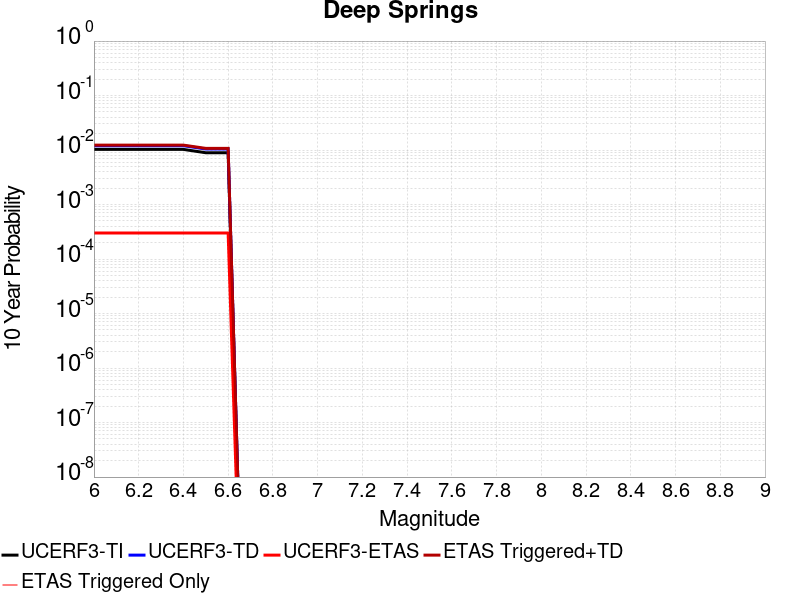 Deep Springs
10 Year Probability
10^0
10^-1
10^-2
10^-3
10^-4
10^-5
10^-6
10^-7
10^-8
6 6.2 6.4 6.6 6.8 7 7.2 7.4 7.6 7.8 8 8.2 8.4 8.6 8.8 9
Magnitude
UCERF3-TI UCERF3-TD UCERF3-ETAS ETAS Triggered+TD
ETAS Triggered Only